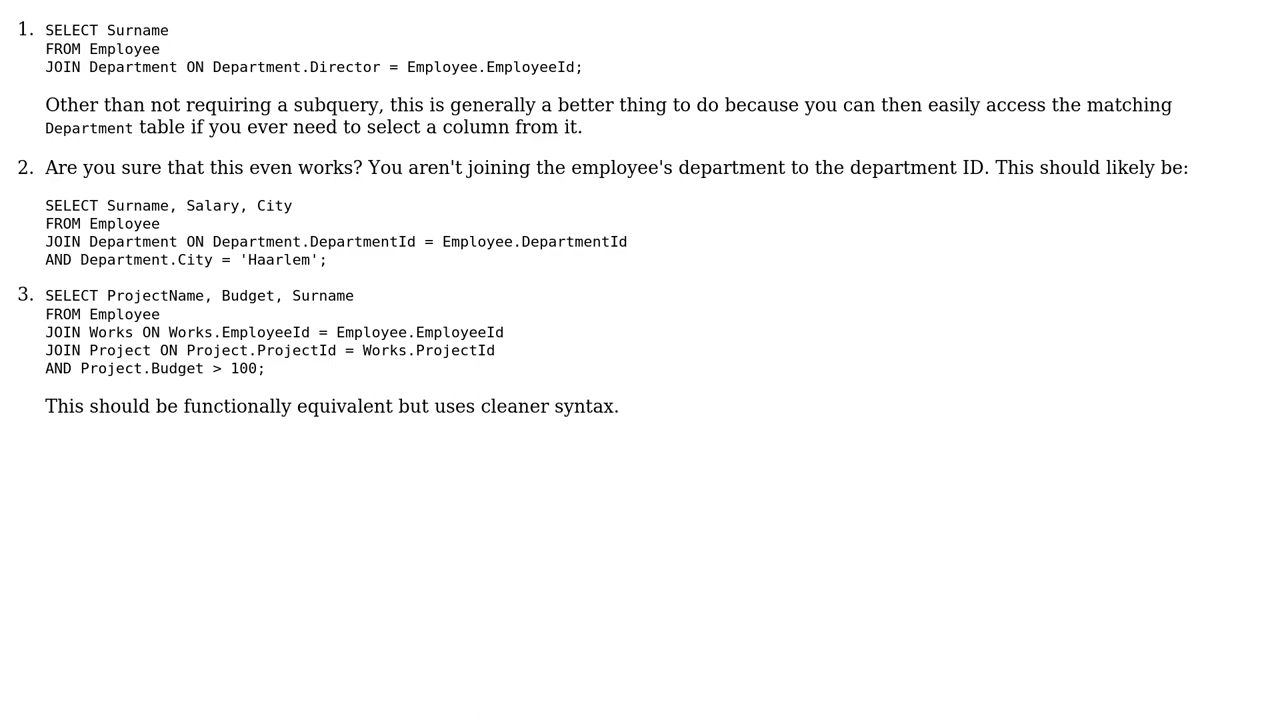 1. SELECT Surname
FROM Employee
JOIN Department ON Department.Director = Employee.EmployeeId;
Other than not requiring a subquery, this is generally a better thing to do because you can then easily access the matching
Department table if you ever need to select a column from it.
2. Are you sure that this even works? You aren't joining the employee's department to the department ID. This should likely be:
SELECT Surname, Salary, City
FROM Employee
JOIN Department ON Department.DepartmentId = Employee.DepartmentId
AND Department.City = 'Haarlem';
3. SELECT ProjectName, Budget, Surname
FROM Employee
JOIN Works ON Works.EmployeeId = Employee.EmployeeId
JOIN Project ON Project.ProjectId = Works.ProjectId
AND Project.Budget > 100;
This should be functionally equivalent but uses cleaner syntax.